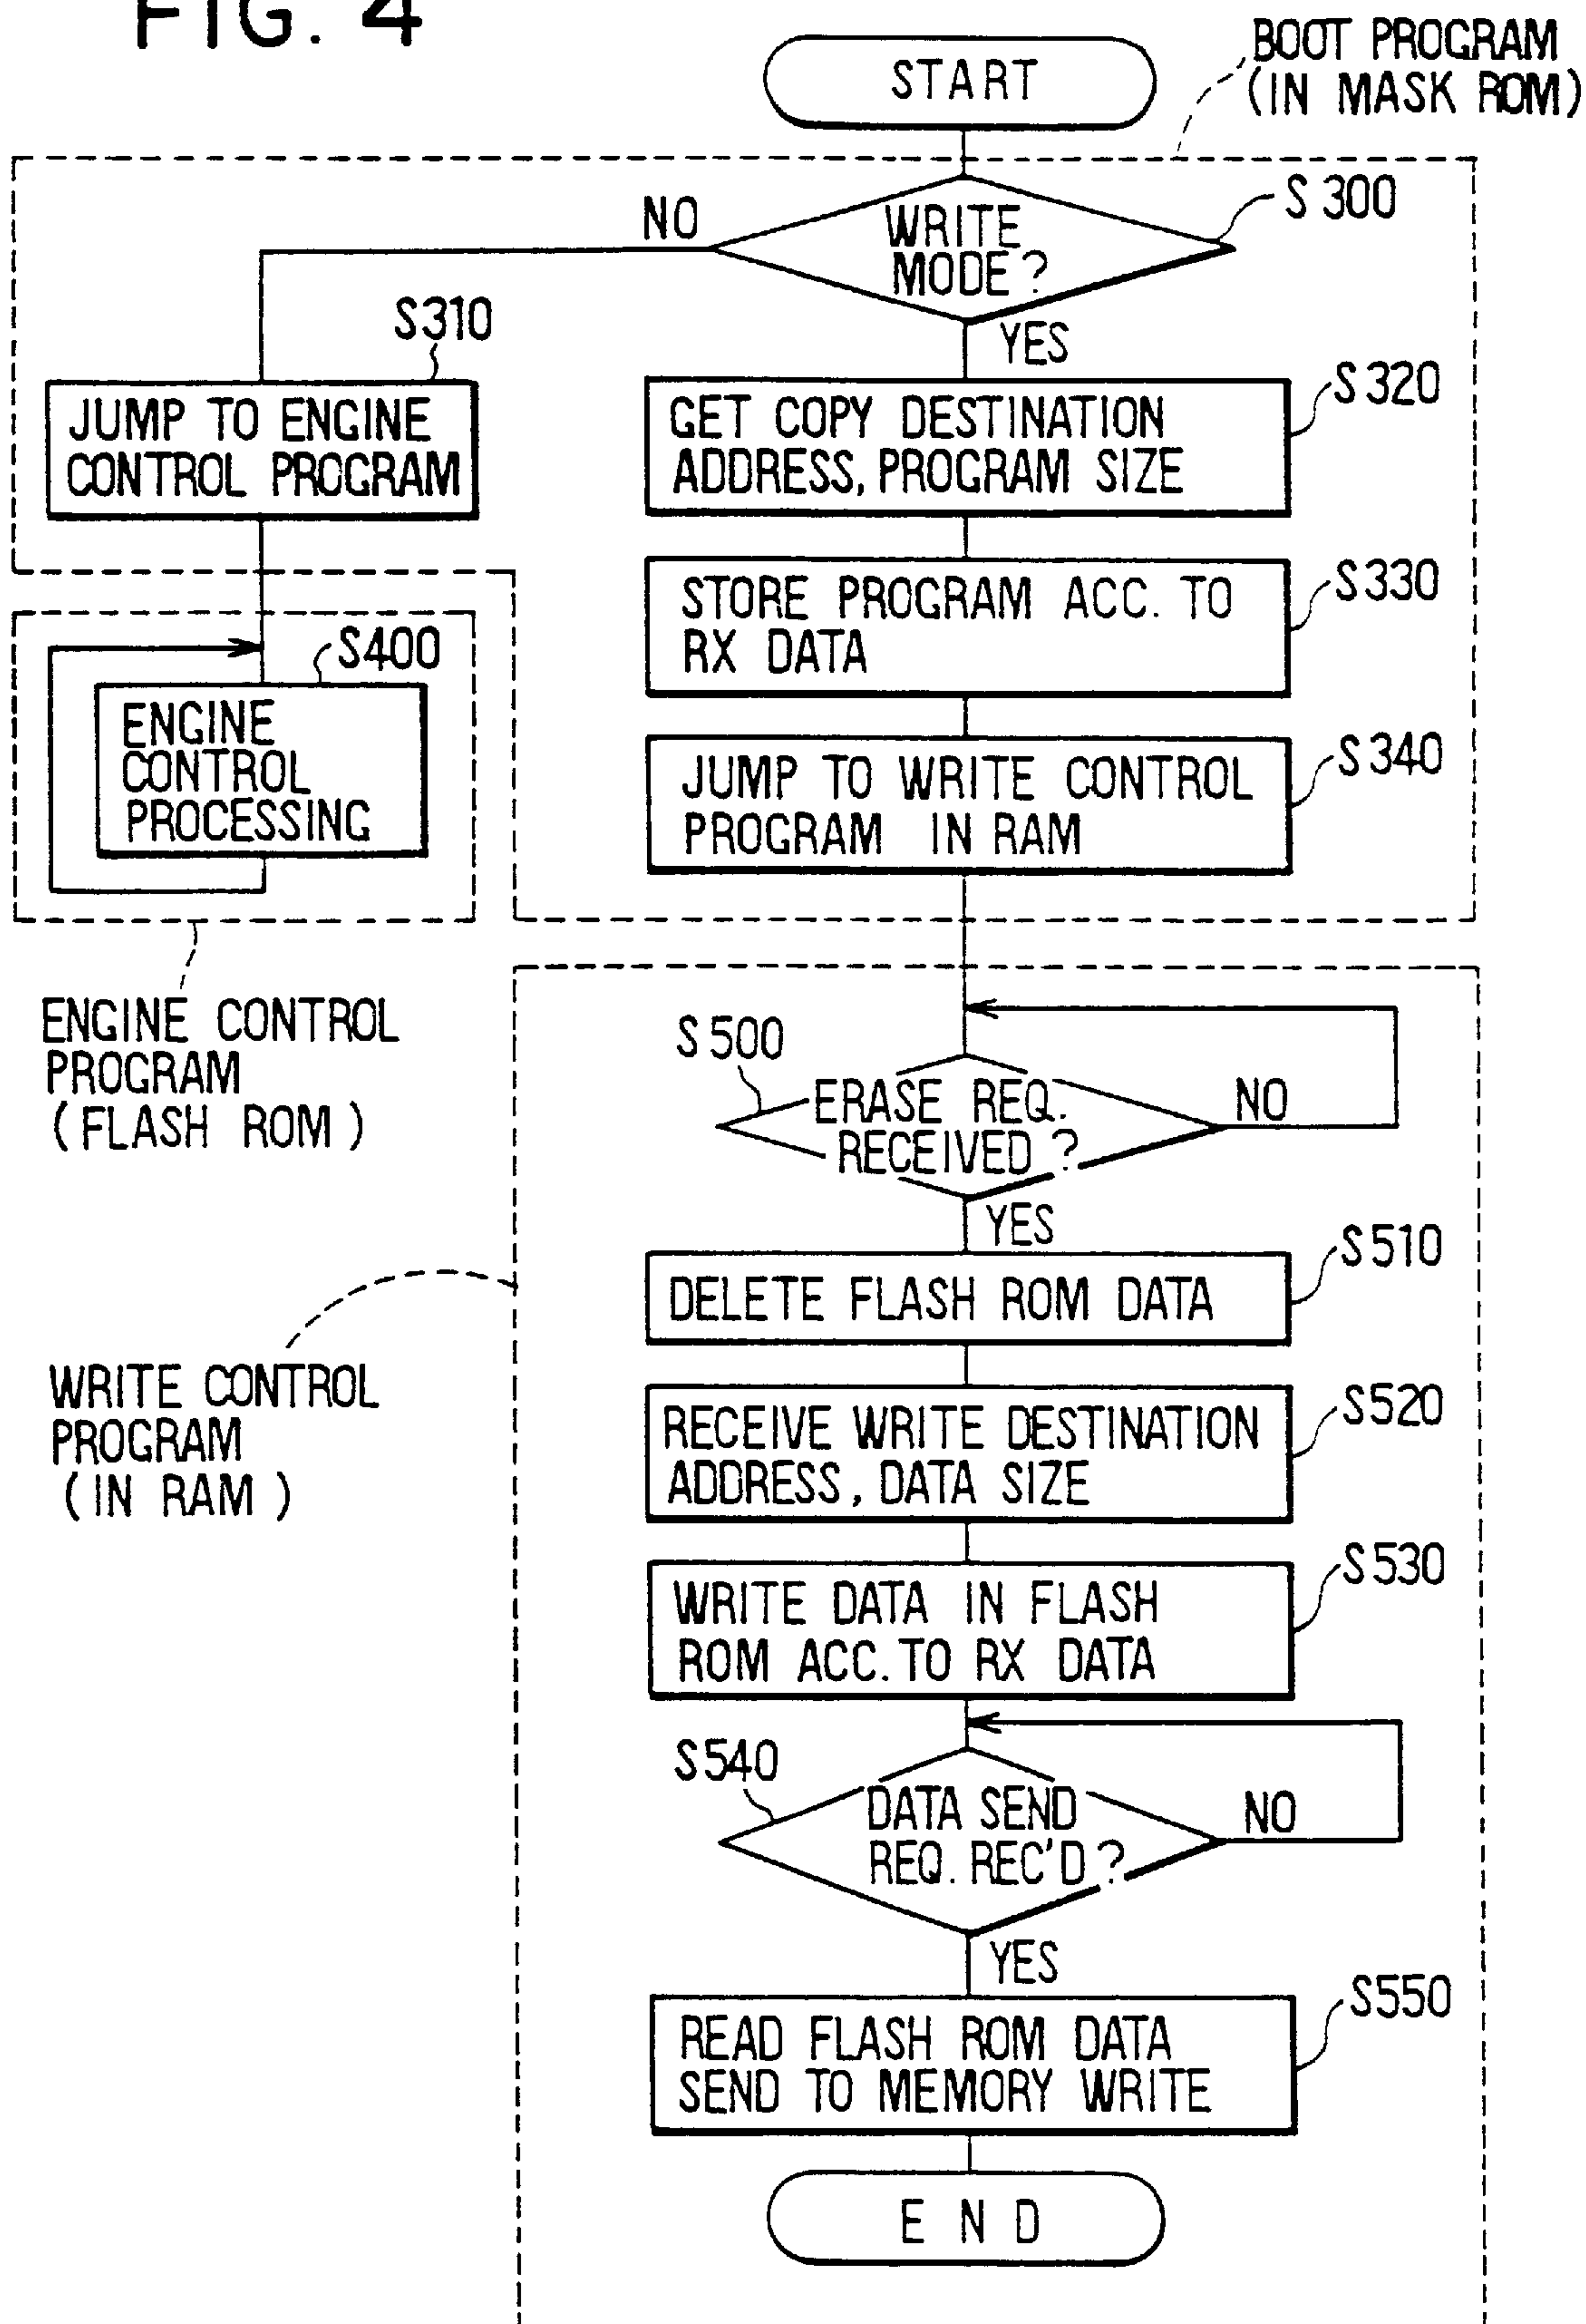 FIG. 4
START
BOOT PROGRAM
(IN MASK ROM)
S300
NO
WRITE
MODE?
YES
S310
JUMP TO ENGINE
CONTROL PROGRAM
S320
GET COPY DESTINATION
ADDRESS, PROGRAM SIZE
S330
STORE PROGRAM ACC. TO
RX DATA
S400
ENGINE
CONTROL
PROCESSING
S340
JUMP TO WRITE CONTROL
PROGRAM IN RAM
ENGINE CONTROL
PROGRAM
(FLASH ROM)
S500
ERASE REQ.
RECEIVED?
NO
YES
S510
DELETE FLASH ROM DATA
WRITE CONTROL
PROGRAM
(IN RAM)
S520
RECEIVE WRITE DESTINATION
ADDRESS, DATA SIZE
S530
WRITE DATA IN FLASH
ROM ACC. TO RX DATA
S540
DATA SEND
REQ. REC'D?
NO
YES
S550
READ FLASH ROM DATA
SEND TO MEMORY WRITE
END